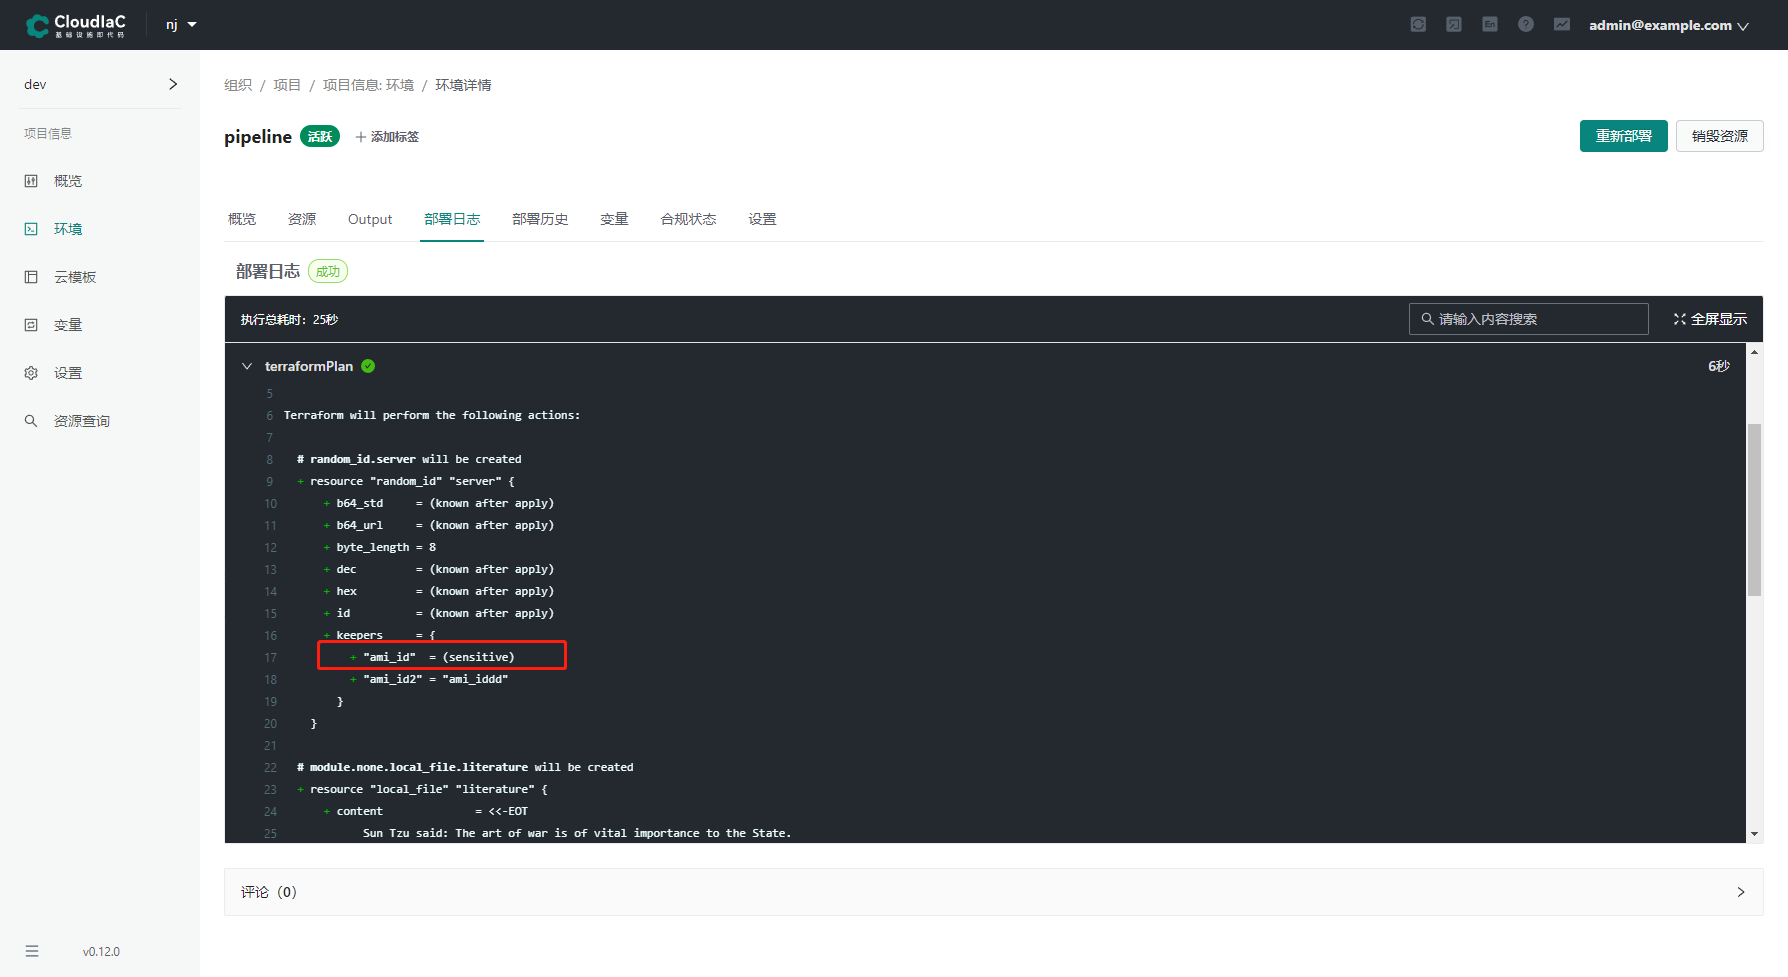 CloudIaC
基础设施即代码
nj
En
admin@example.com
dev
项目信息
概览
环境
云模板
变量
设置
资源查询
v0.12.0
组织 / 项目 / 项目信息: 环境 / 环境详情
pipeline 活跃 + 添加标签
重新部署 销毁资源
概览 资源 Output 部署日志 部署历史 变量 合规状态 设置
部署日志 成功
执行总耗时：25秒
请输入内容搜索
全屏显示
terraformPlan 6秒
5
6 Terraform will perform the following actions:
7
8 # random_id.server will be created
9 + resource "random_id" "server" {
10 + b64_std = (known after apply)
11 + b64_url = (known after apply)
12 + byte_length = 8
13 + dec = (known after apply)
14 + hex = (known after apply)
15 + id = (known after apply)
16 + keepers = {
17 + "ami_id" = (sensitive)
18 + "ami_id2" = "ami_iddd"
19 }
20 }
21
22 # module.none.local_file.literature will be created
23 + resource "local_file" "literature" {
24 + content = <<-EOT
25 Sun Tzu said: The art of war is of vital importance to the State.
评论（0）